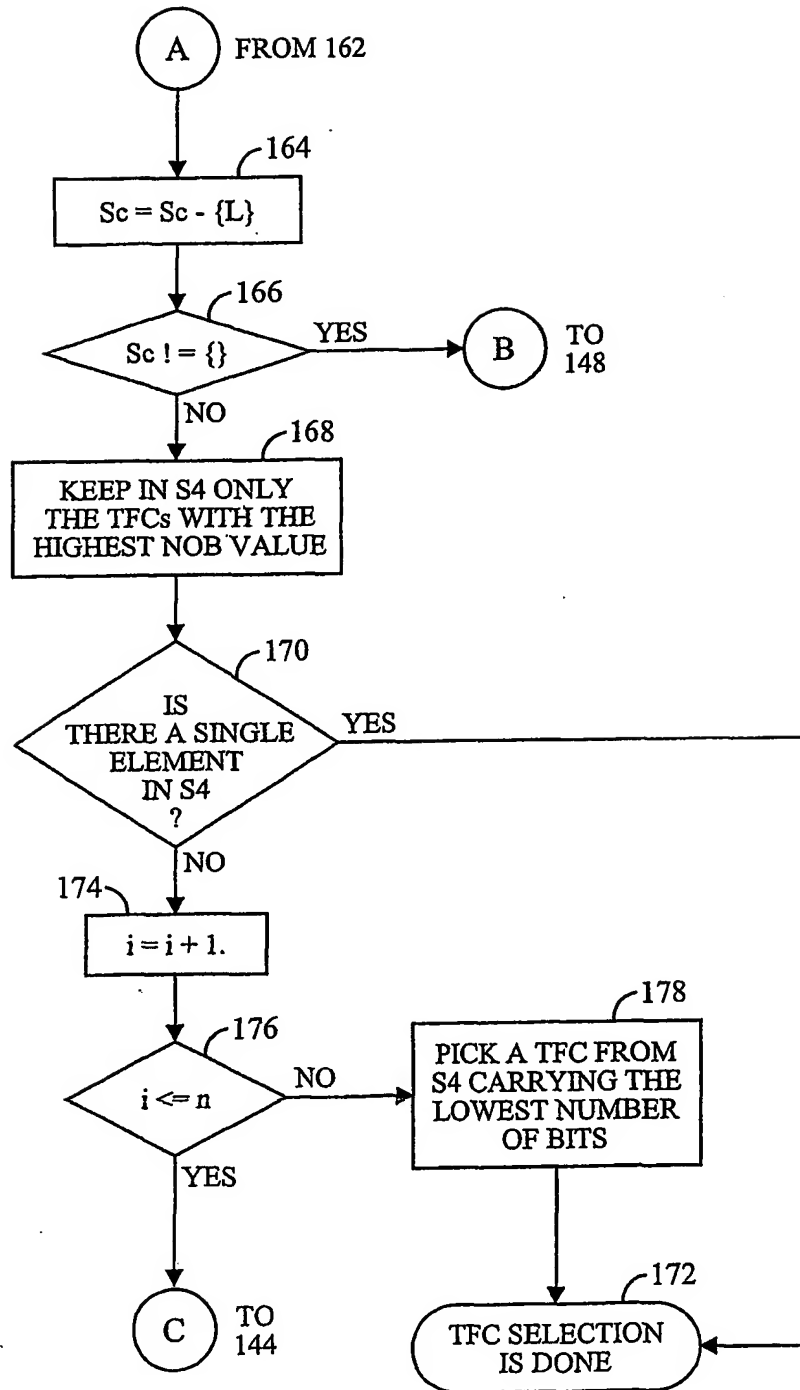 A FROM 162
164
Sc = Sc - {L}
166
Sc ! = {}
YES
B
TO
148
NO
168
KEEP IN S4 ONLY
THE TFCs WITH THE
HIGHEST NOB VALUE
170
IS
THERE A SINGLE
ELEMENT
IN S4
?
YES
NO
174
i = i + 1.
176
i <= n
NO
178
PICK A TFC FROM
S4 CARRYING THE
LOWEST NUMBER
OF BITS
YES
C
TO
144
172
TFC SELECTION
IS DONE